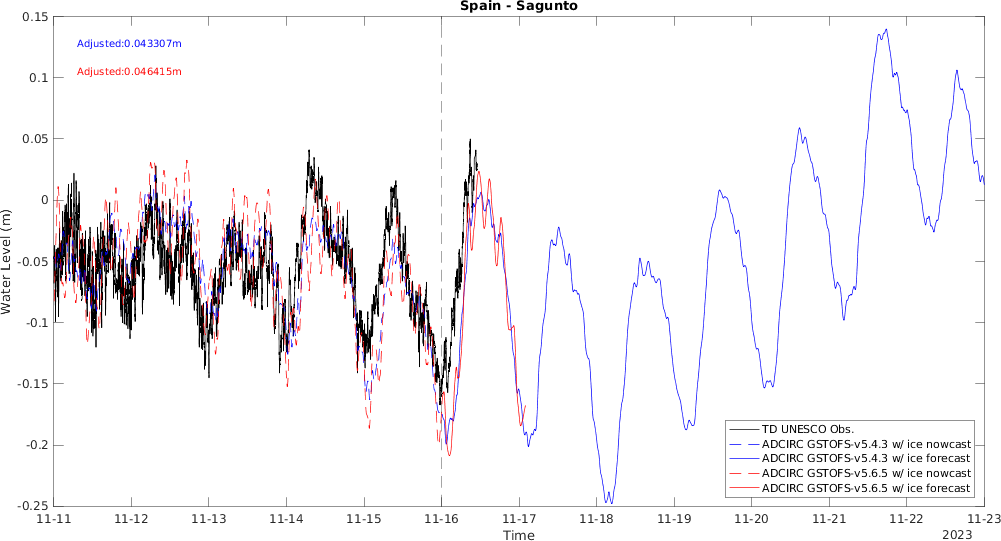 Spain - Sagunto
0.15
0.1
0.05
0
-0.05
-0.1
-0.15
-0.2
-0.25
Water Level (m)
Adjusted:0.043307m
Adjusted:0.046415m
TD UNESCO Obs.
ADCIRC GSTOFS-v5.4.3 w/ ice nowcast
ADCIRC GSTOFS-v5.4.3 w/ ice forecast
ADCIRC GSTOFS-v5.6.5 w/ ice nowcast
ADCIRC GSTOFS-v5.6.5 w/ ice forecast
11-11 11-12 11-13 11-14 11-15 11-16 11-17 11-18 11-19 11-20 11-21 11-22 11-23
Time
2023